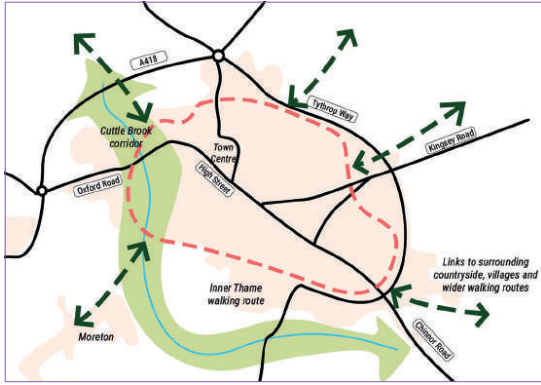 A418
Tythrop Way
Cuttle Brook
corridor
Town
Centre
Kingsey Road
Oxford Road
High Street
Links to surrounding
countryside, villages and
wider walking routes
Inner Thame
walking route
Moreton
Chinnor Road